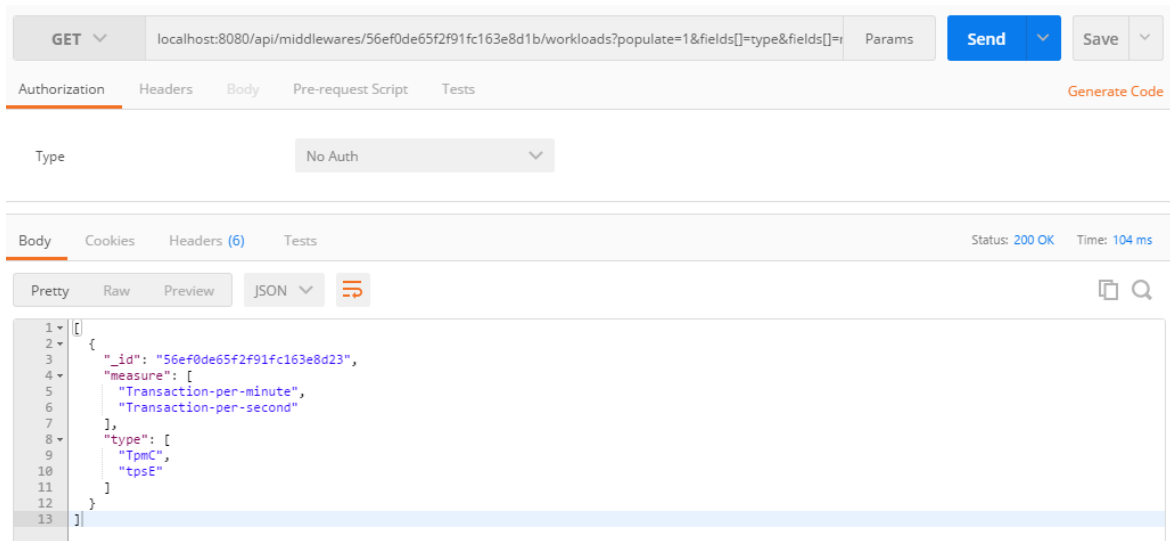 GET localhost:8080/api/middlewares/56ef0de65f2f91fc163e8d1b/workloads?populate=1&fields[]=type&fields[]=r Params Send Save
Authorization Headers Body Pre-request Script Tests Generate Code
Type No Auth
Body Cookies Headers (6) Tests Status: 200 OK Time: 104 ms
Pretty Raw Preview JSON
1 [
2 {
3 "_id": "56ef0de65f2f91fc163e8d23",
4 "measure": [
5 "Transaction-per-minute",
6 "Transaction-per-second"
7 ],
8 "type": [
9 "TpmC",
10 "tpsE"
11 ]
12 }
13 ]